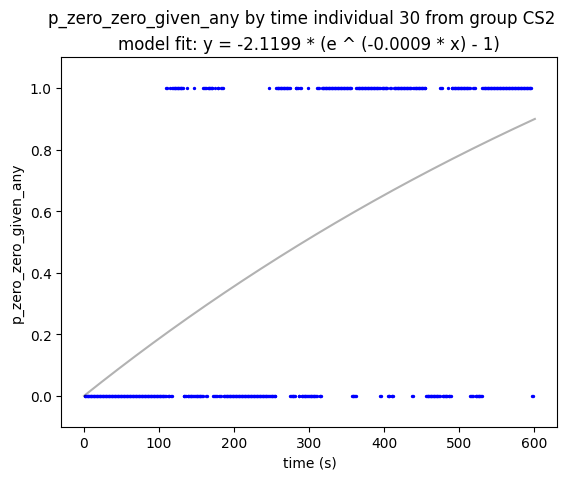 p_zero_zero_given_any by time individual 30 from group CS2
model fit: y = -2.1199 * (e ^ (-0.0009 * x) - 1)
1.0
0.8
0.6
0.4
0.2
0.0
p_zero_zero_given_any
0 100 200 300 400 500 600
time (s)